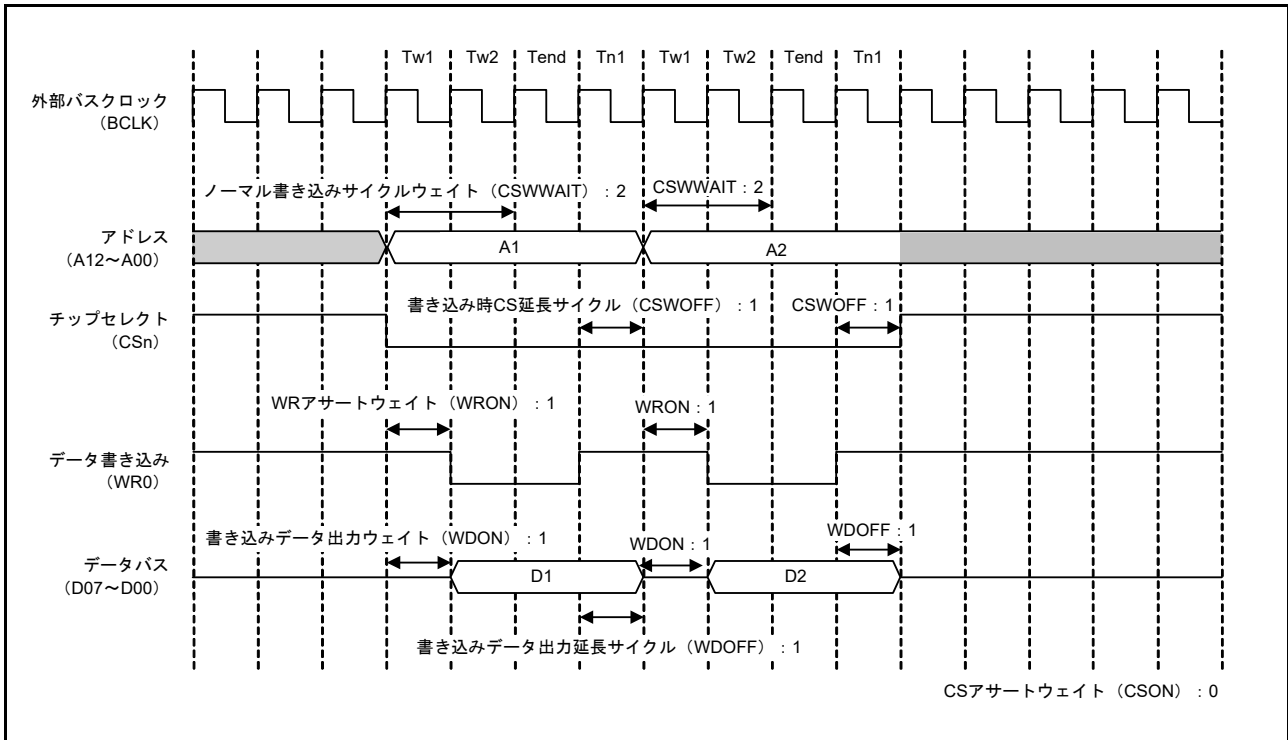 Tw1 Tw2 Tend Tn1 Tw1 Tw2 Tend Tn1
外部バスクロック
（BCLK）
ノーマル書き込みサイクルウェイト（CSWWAIT）：2
CSWWAIT：2
アドレス
（A12～A00）
A1
A2
書き込み時CS延長サイクル（CSWOFF）：1
CSWOFF：1
チップセレクト
（CSn）
WRアサートウェイト（WRON）：1
WRON：1
データ書き込み
（WR0）
書き込みデータ出力ウェイト（WDON）：1
WDON：1
WDOFF：1
データバス
（D07～D00）
D1
D2
書き込みデータ出力延長サイクル（WDOFF）：1
CSアサートウェイト（CSON）：0